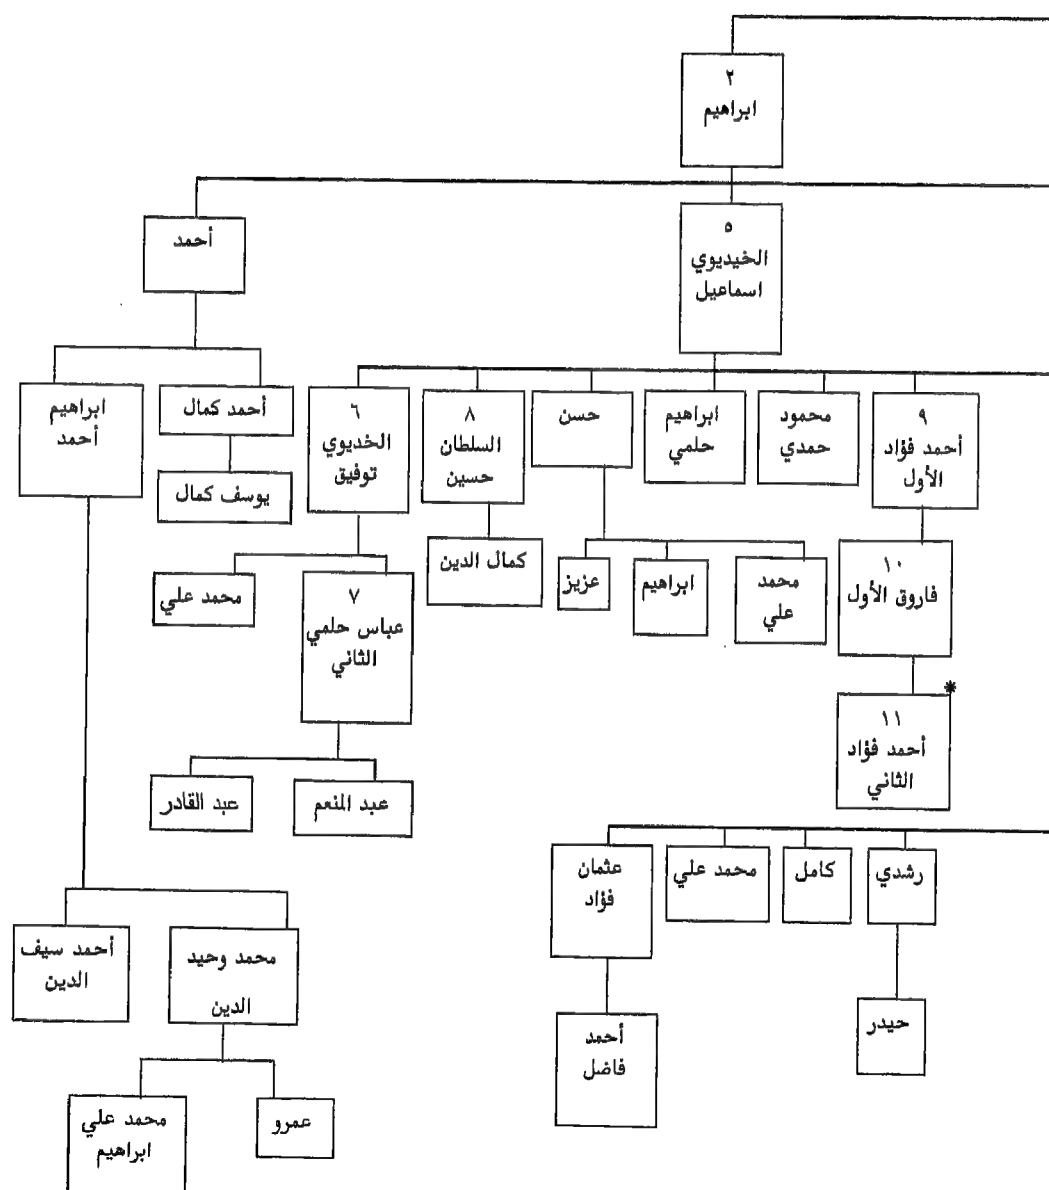 ٢
ابراهيم
٥
الخيديوي
اسماعيل
أحمد
٩
أحمد فؤاد
الأول
محمود
حمدي
ابراهيم
حلمي
حسن
٨
السلطان
حسين
٦
الخديوي
توفيق
أحمد كمال
ابراهيم
أحمد
يوسف كمال
١٠
فاروق الأول
محمد
علي
ابراهيم
عزيز
كمال الدين
٧
عباس حلمي
الثاني
محمد علي
*
١١
أحمد فؤاد
الثاني
عبد المنعم
عبد القادر
رشدي
كامل
محمد علي
عثمان
فؤاد
محمد وحيد
الدين
أحمد سيف
الدين
حيدر
أحمد
فاضل
عمرو
محمد علي
ابراهيم